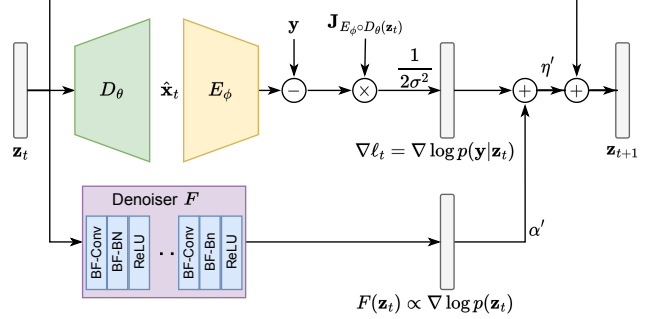 y
J_{E_ϕ∘D_θ(z_t)}
z_t
D_θ
x̂_t
E_ϕ
−
×
1/2σ²
+
η′
+
z_{t+1}
∇ℓ_t = ∇ log p(y|z_t)
Denoiser F
BF-Conv
BF-BN
ReLU
. .
BF-Conv
BF-Bn
ReLU
α′
F(z_t) ∝ ∇ log p(z_t)